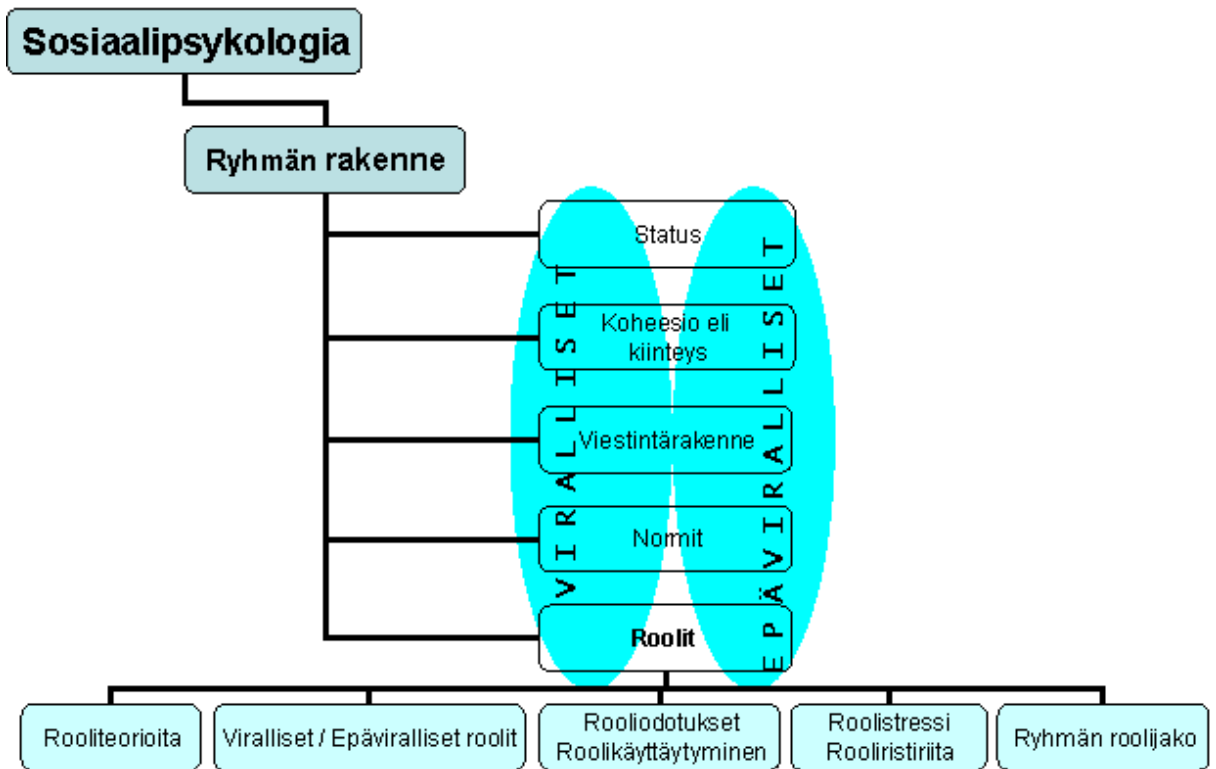 Sosiaalipsykologia
Ryhmän rakenne
Status
Koheesio eli
kiinteys
Viestintärakenne
Normit
Roolit
VIRALLISET
EPÄVIRALLISET
Rooliteorioita
Viralliset / Epäviralliset roolit
Rooliodotukset
Roolikäyttäytyminen
Roolistressi
Rooliristiriita
Ryhmän roolijako